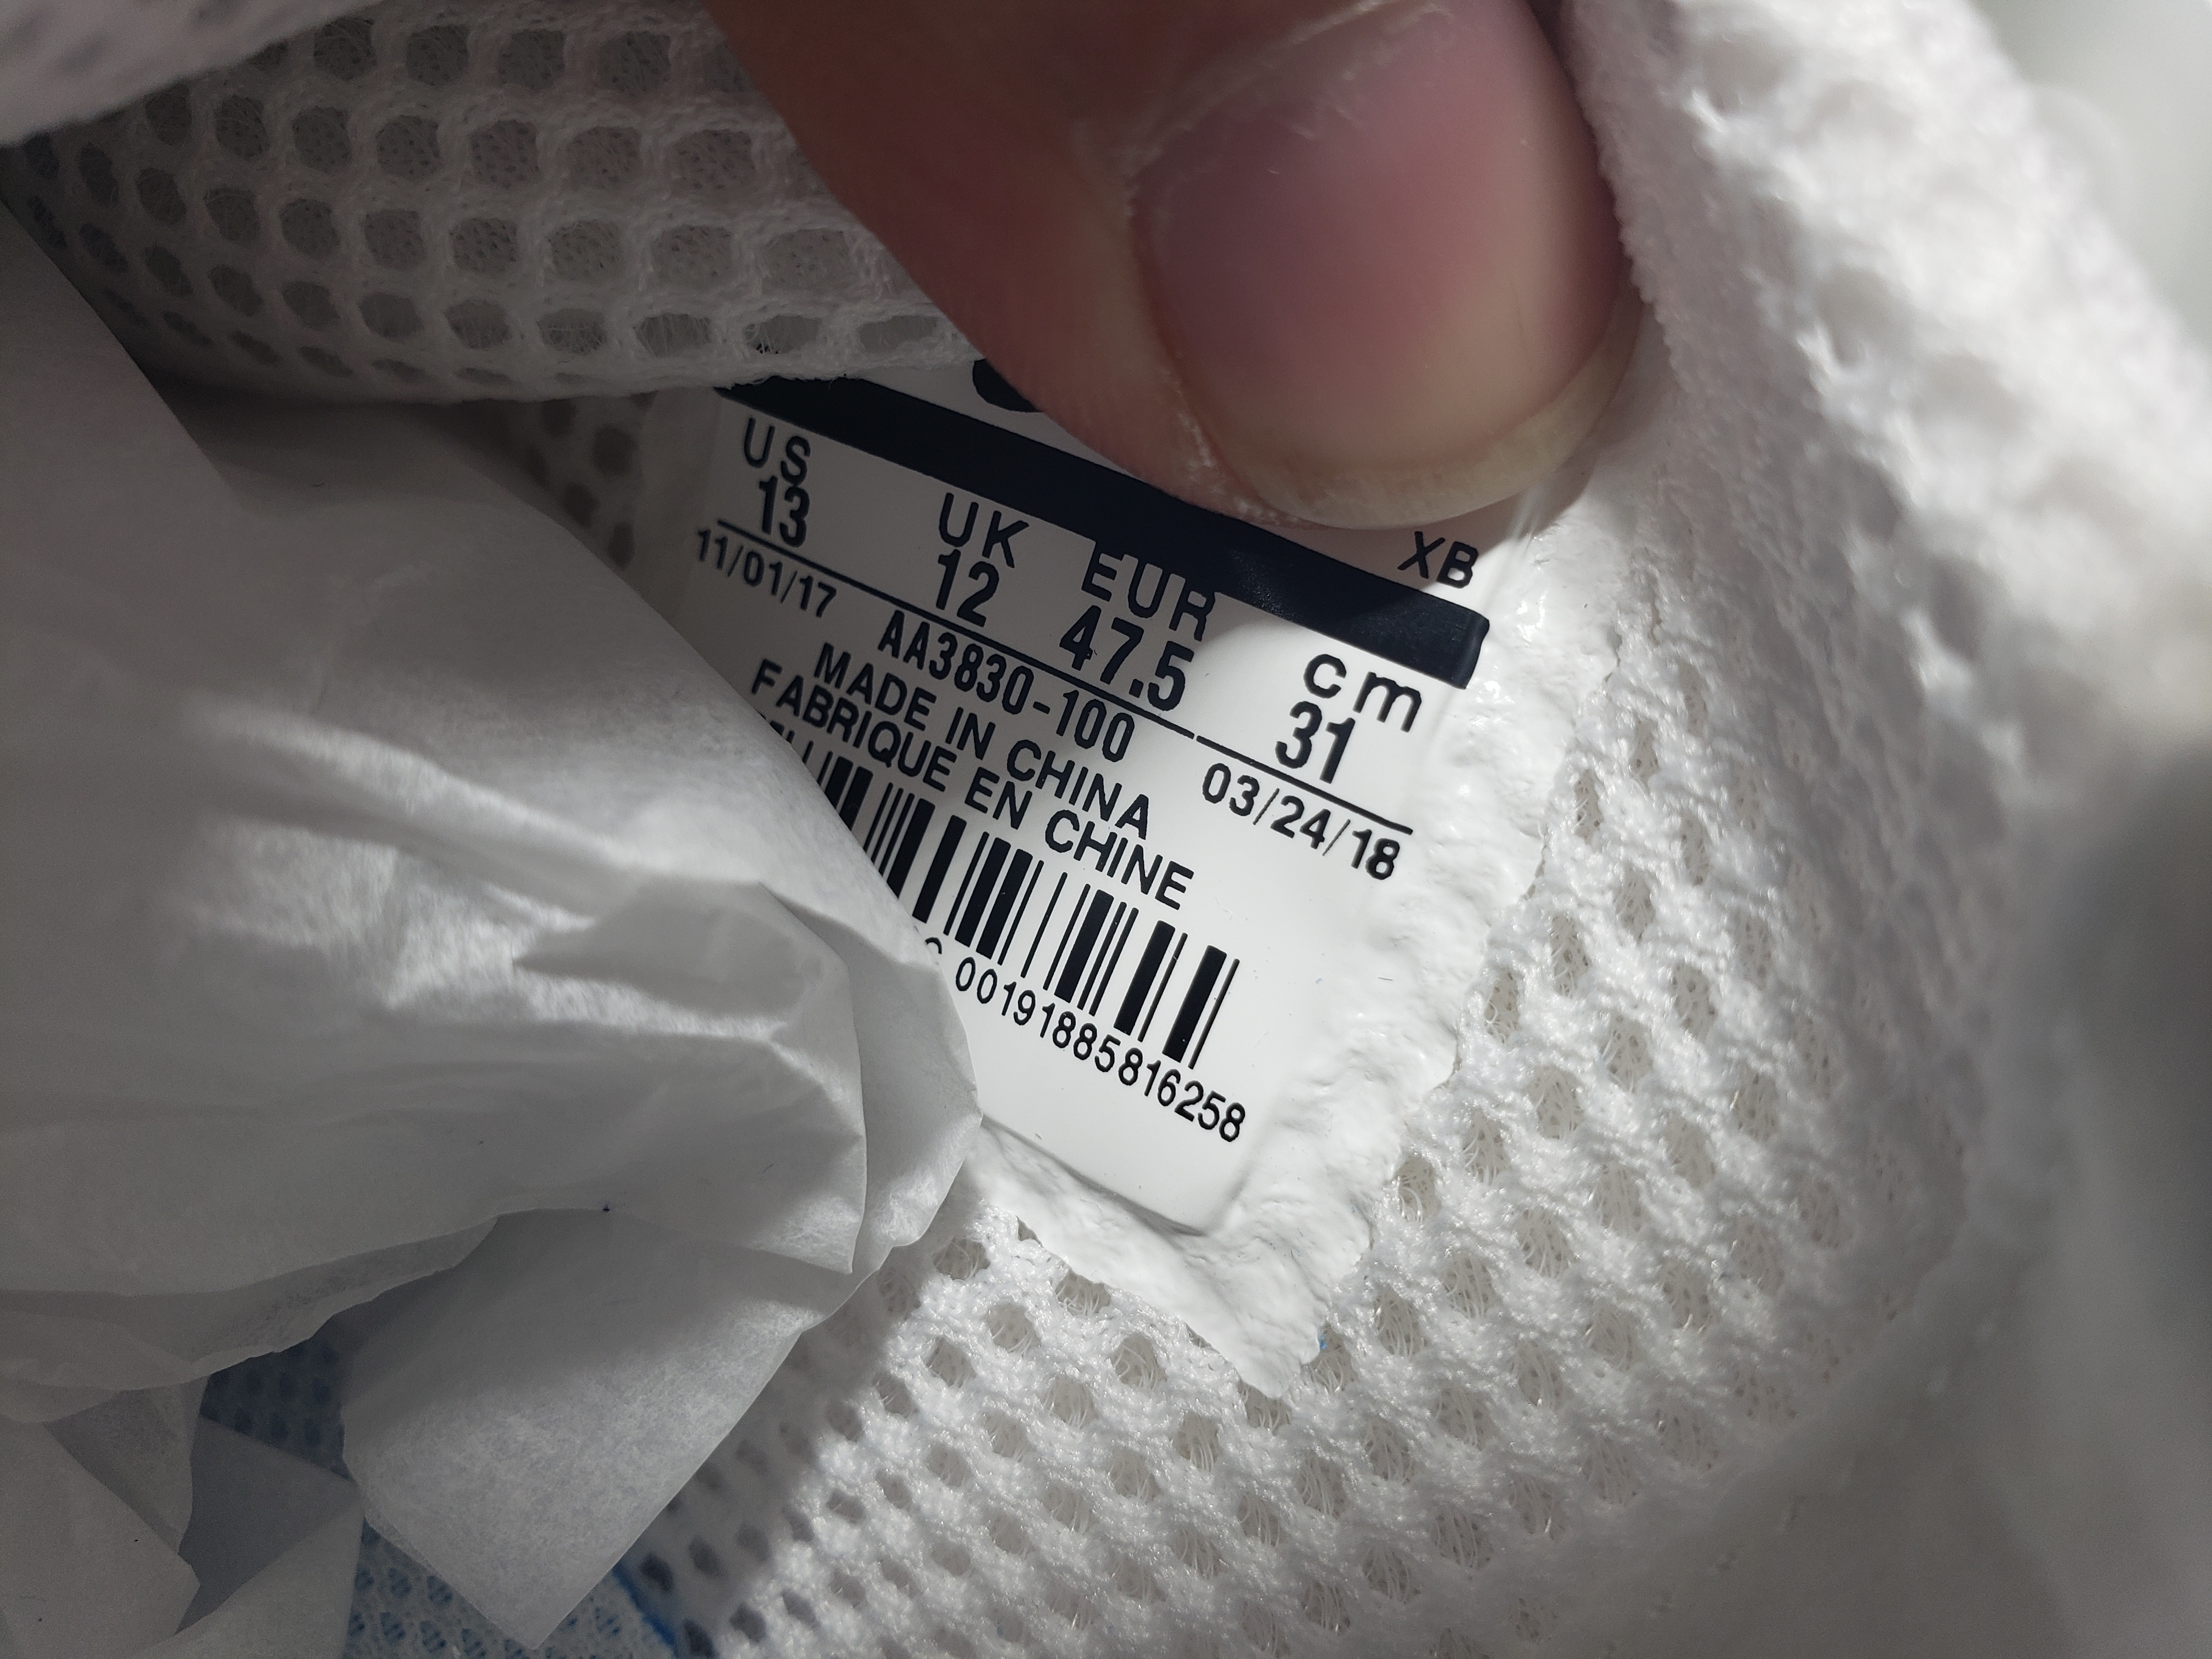 XB
US UK EUR cm
13 12 47.5 31
11/01/17 AA3830-100 03/24/18
MADE IN CHINA
FABRIQUE EN CHINE
00191885816258